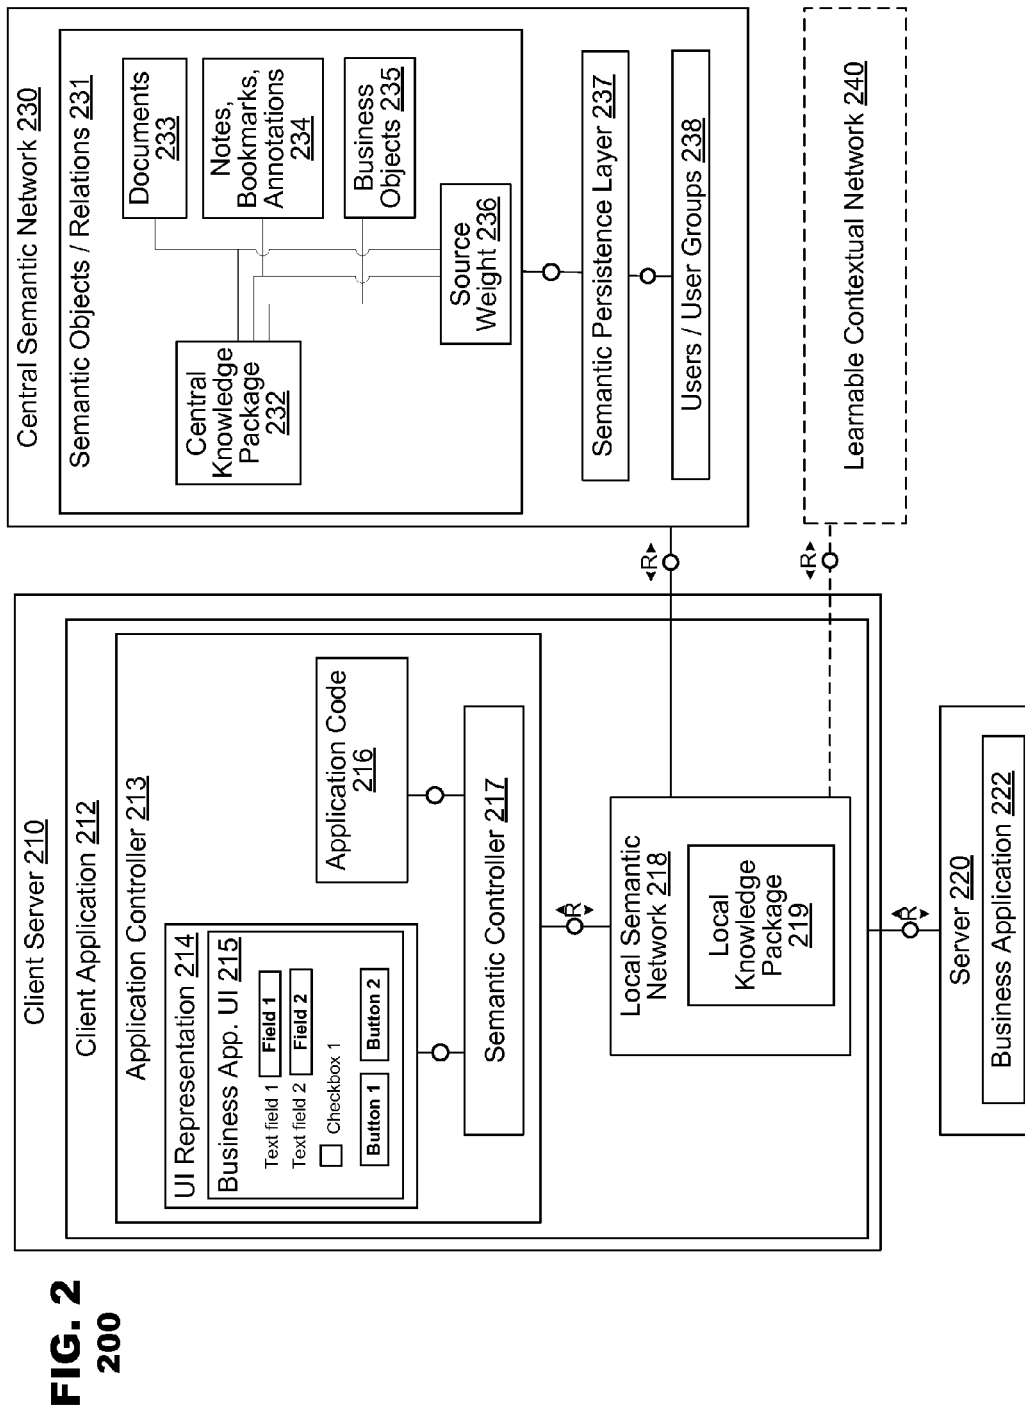 FIG. 2
200
Client Server 210
Client Application 212
Application Controller 213
UI Representation 214
Business App. UI 215
Text field 1 Field 1
Text field 2 Field 2
Checkbox 1
Button 1 Button 2
Application Code
216
Semantic Controller 217
R
Local Semantic
Network 218
Local
Knowledge
Package
219
R
Server 220
Business Application 222
R
R
Central Semantic Network 230
Semantic Objects / Relations 231
Central
Knowledge
Package
232
Documents
233
Notes,
Bookmarks,
Annotations
234
Business
Objects 235
Source
Weight 236
Semantic Persistence Layer 237
Users / User Groups 238
Learnable Contextual Network 240